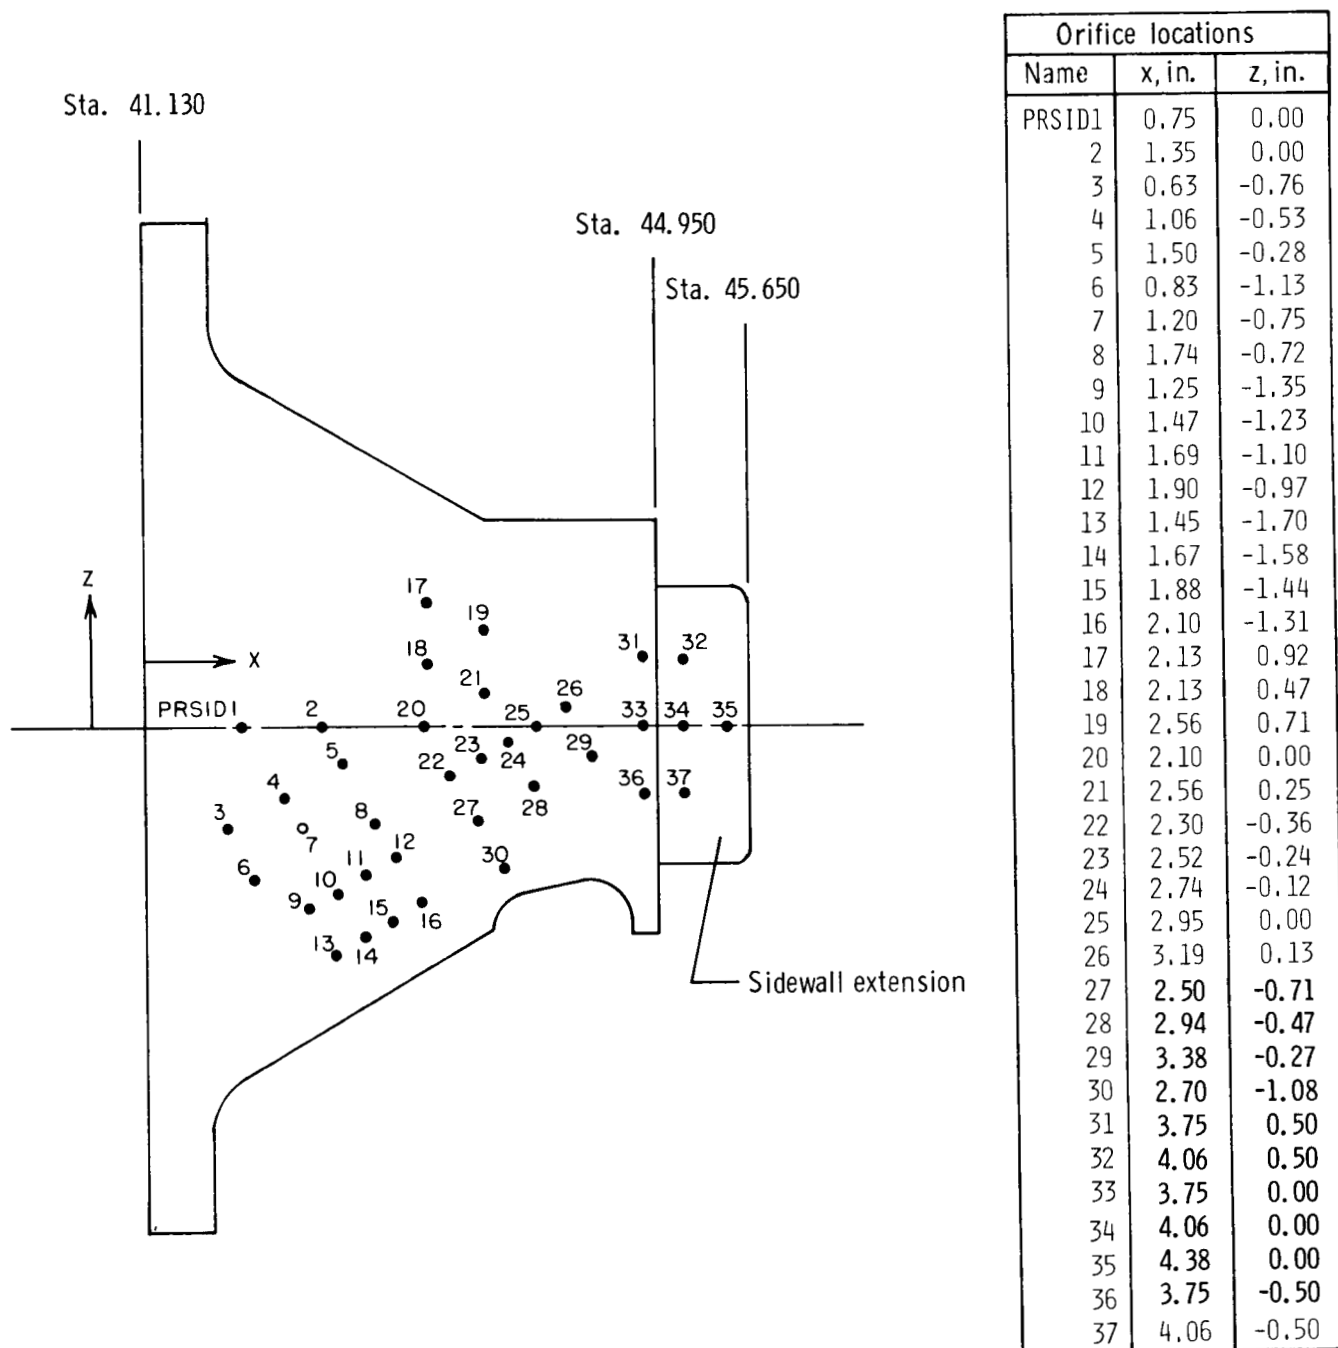 Sta. 41.130
Sta. 44.950
Sta. 45.650
z
x
17
19
18
31
32
21
26
PRSID1
2
20
25
33
34
35
5
23
24
29
22
4
36
37
28
3
7
8
27
12
30
6
11
10
9
15
16
13
14
Sidewall extension
Orifice locations
Name x, in. z, in.
PRSID1 0.75 0.00
2 1.35 0.00
3 0.63 -0.76
4 1.06 -0.53
5 1.50 -0.28
6 0.83 -1.13
7 1.20 -0.75
8 1.74 -0.72
9 1.25 -1.35
10 1.47 -1.23
11 1.69 -1.10
12 1.90 -0.97
13 1.45 -1.70
14 1.67 -1.58
15 1.88 -1.44
16 2.10 -1.31
17 2.13 0.92
18 2.13 0.47
19 2.56 0.71
20 2.10 0.00
21 2.56 0.25
22 2.30 -0.36
23 2.52 -0.24
24 2.74 -0.12
25 2.95 0.00
26 3.19 0.13
27 2.50 -0.71
28 2.94 -0.47
29 3.38 -0.27
30 2.70 -1.08
31 3.75 0.50
32 4.06 0.50
33 3.75 0.00
34 4.06 0.00
35 4.38 0.00
36 3.75 -0.50
37 4.06 -0.50